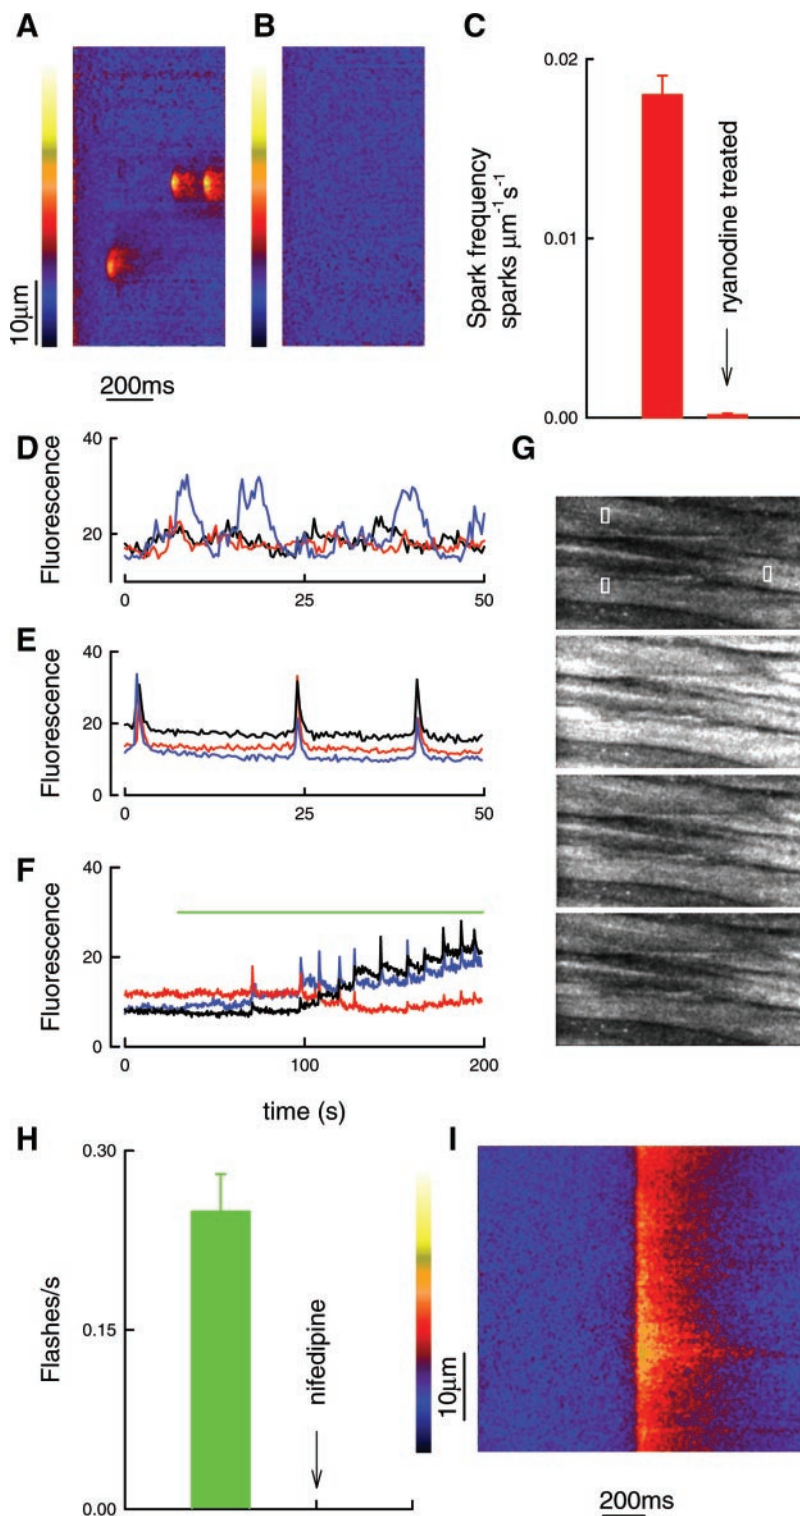 A
B
C
10μm
200ms
Spark frequency
sparks μm⁻¹ s⁻¹
0.02
0.01
0.00
ryanodine treated
D
Fluorescence
40
20
0
25
50
G
E
Fluorescence
40
20
0
0
25
50
F
Fluorescence
40
20
0
0
100
200
time (s)
H
Flashes/s
0.30
0.15
0.00
nifedipine
I
10μm
200ms